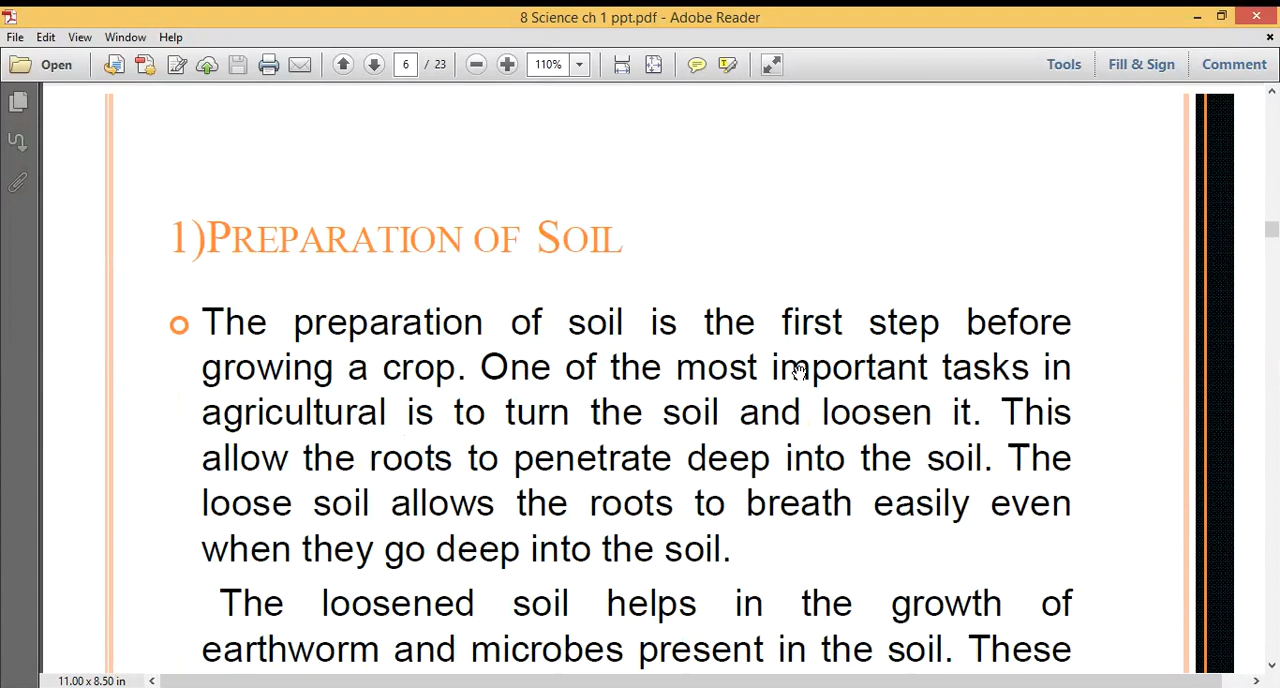 8 Science ch 1 ppt.pdf - Adobe Reader
File Edit View Window Help
Open 6 / 23 110% Tools Fill & Sign Comment
1)PREPARATION OF SOIL
The preparation of soil is the first step before
growing a crop. One of the most important tasks in
agricultural is to turn the soil and loosen it. This
allow the roots to penetrate deep into the soil. The
loose soil allows the roots to breath easily even
when they go deep into the soil.
The loosened soil helps in the growth of
earthworm and microbes present in the soil. These
11.00 x 8.50 in